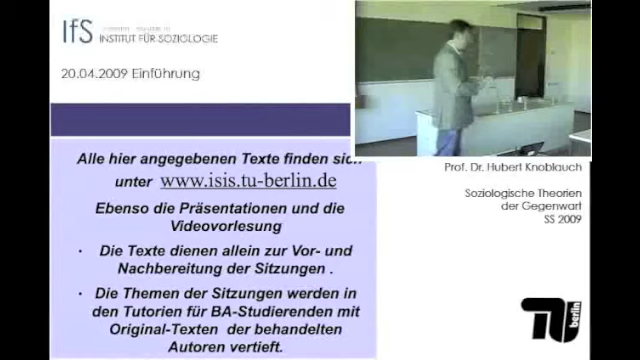 IfS
INSTITUT FÜR SOZIOLOGIE
20.04.2009 Einführung
Alle hier angegebenen Texte finden sich
unter www.isis.tu-berlin.de
Ebenso die Präsentationen und die
Videovorlesung
· Die Texte dienen allein zur Vor- und
Nachbereitung der Sitzungen .
· Die Themen der Sitzungen werden in
den Tutorien für BA-Studierenden mit
Original-Texten der behandelten
Autoren vertieft.
Prof. Dr. Hubert Knoblauch
Soziologische Theorien
der Gegenwart
SS 2009
TU berlin